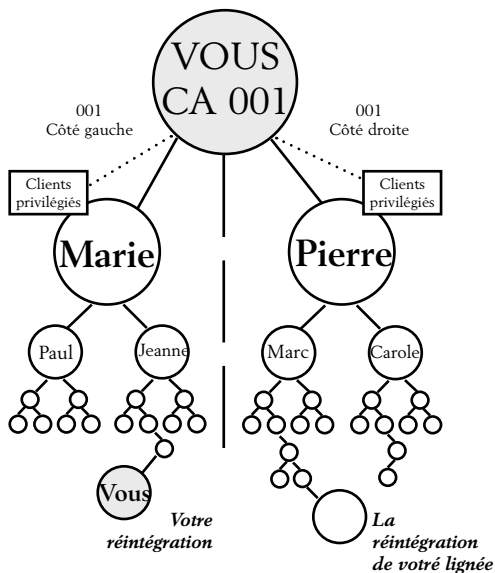 VOUS
CA 001
001
Côté gauche
001
Côté droite
Clients
privilégiés
Clients
privilégiés
Marie
Pierre
Paul
Jeanne
Marc
Carole
Vous
Votre
réintégration
La
réintégration
de votré lignée